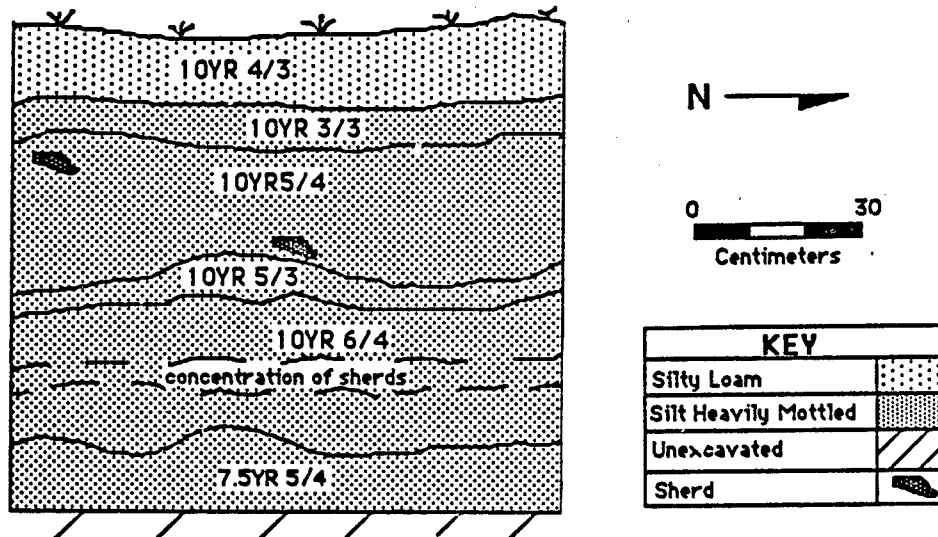 10YR 4/3
10YR 3/3
10YR5/4
10YR 5/3
10YR 6/4
concentration of sherds
7.5YR 5/4
N
0 30
Centimeters
KEY
Silty Loam
Silt Heavily Mottled
Unexcavated
Sherd